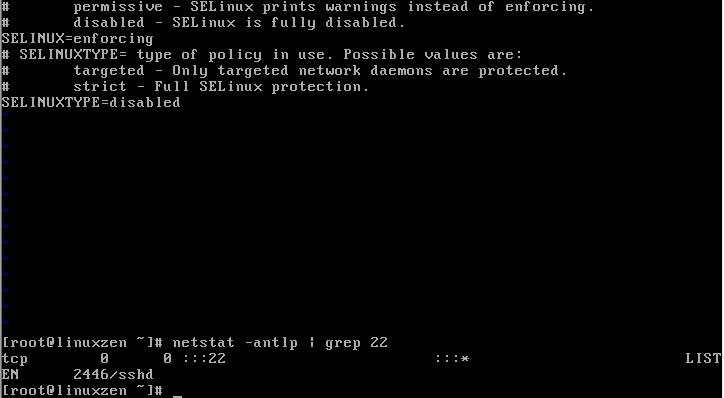 #       permissive - SELinux prints warnings instead of enforcing.
#       disabled - SELinux is fully disabled.
SELINUX=enforcing
# SELINUXTYPE= type of policy in use. Possible values are:
#       targeted - Only targeted network daemons are protected.
#       strict - Full SELinux protection.
SELINUXTYPE=disabled
~
~
~
~
~
~
~
~
~
~
~
~
~
~
[root@linuxzen ~]# netstat -antlp | grep 22
tcp        0      0 :::22                       :::*                        LIST
EN      2446/sshd
[root@linuxzen ~]# _